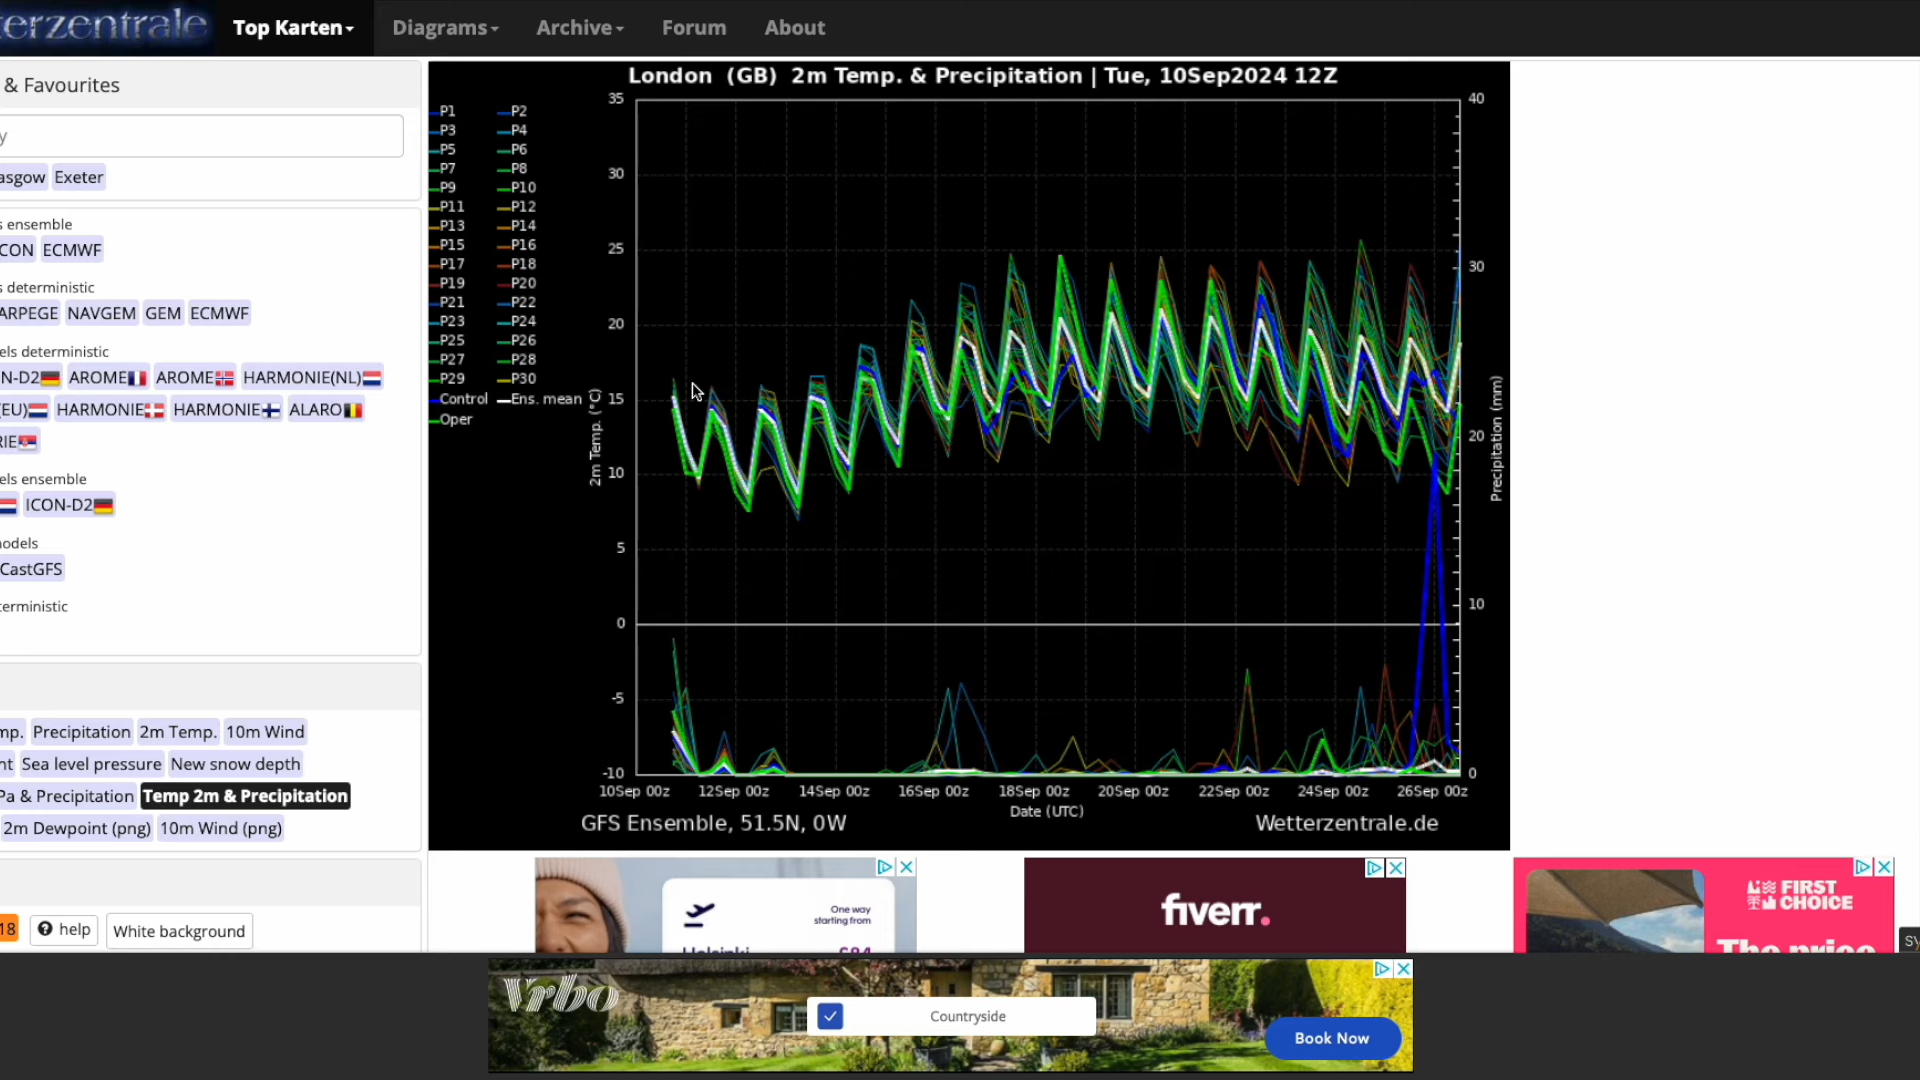 terzentrale Top Karten Diagrams Archive Forum About
& Favourites
y
asgow Exeter
s ensemble
CON ECMWF
s deterministic
ARPEGE NAVGEM GEM ECMWF
els deterministic
N-D2 AROME AROME HARMONIE(NL)
(EU) HARMONIE HARMONIE ALARO
RIE
els ensemble
ICON-D2
models
CastGFS
terministic
mp. Precipitation 2m Temp. 10m Wind
nt Sea level pressure New snow depth
Pa & Precipitation Temp 2m & Precipitation
2m Dewpoint (png) 10m Wind (png)
18 help White background
London (GB) 2m Temp. & Precipitation | Tue, 10Sep2024 12Z
P1 P2
P3 P4
P5 P6
P7 P8
P9 P10
P11 P12
P13 P14
P15 P16
P17 P18
P19 P20
P21 P22
P23 P24
P25 P26
P27 P28
P29 P30
Control Ens. mean
Oper
2m Temp. (°C)
35
30
25
20
15
10
5
0
-5
-10
40
30
20
10
0
Precipitation (mm)
10Sep 00z 12Sep 00z 14Sep 00z 16Sep 00z 18Sep 00z 20Sep 00z 22Sep 00z 24Sep 00z 26Sep 00z
Date (UTC)
GFS Ensemble, 51.5N, 0W Wetterzentrale.de
One way
starting from
Helsinki £84
fiverr.
FIRST
CHOICE
The price
sy
Vrbo
Countryside
Book Now